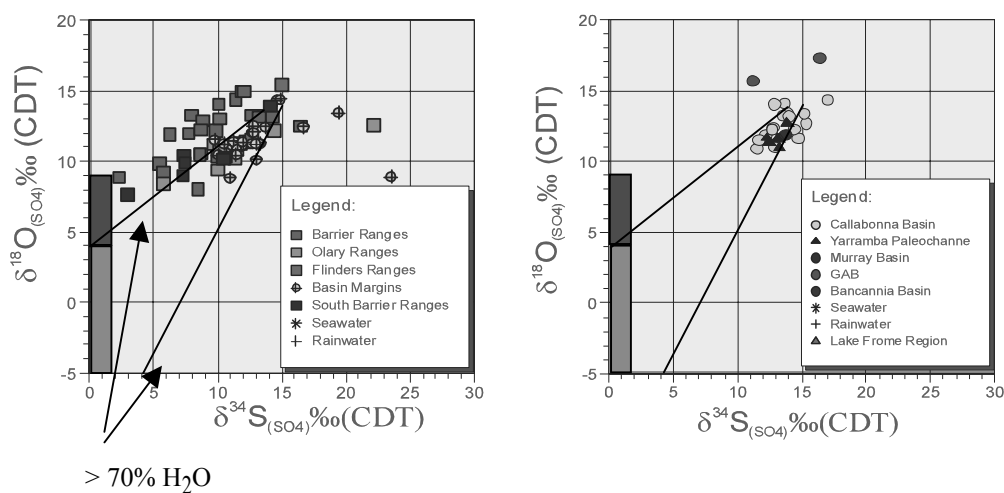 20
15
10
5
0
-5
δ18O(SO4)‰ (CDT)
Legend:
Barrier Ranges
Olary Ranges
Flinders Ranges
Basin Margins
South Barrier Ranges
Seawater
Rainwater
0 5 10 15 20 25 30
δ34S(SO4)‰(CDT)
> 70% H2O
20
15
10
5
0
-5
δ18O(SO4)‰ (CDT)
Legend:
Callabonna Basin
Yarramba Paleochanne
Murray Basin
GAB
Bancannia Basin
Seawater
Rainwater
Lake Frome Region
0 5 10 15 20 25 30
δ34S(SO4)‰(CDT)